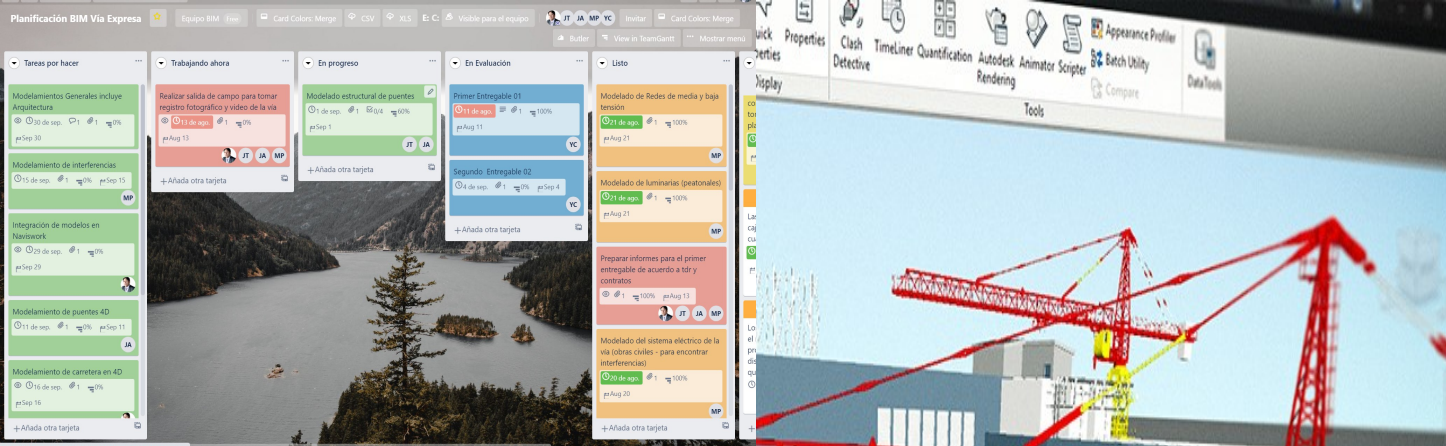 Planificación BIM Vía Expresa
Equipo BIM Free
Card Colors: Merge
CSV
XLS
E: C:
Visible para el equipo
JT JA MP YC
Invitar
Card Colors: Merge
Butler
View in TeamGantt
Mostrar menú
Tareas por hacer
Modelamientos Generales incluye
Arquitectura
30 de sep. 1 1 0%
Sep 30
Modelamiento de interferencias
15 de sep. 1 0% Sep 15
MP
Integración de modelos en
Naviswork
29 de sep. 1 0%
Sep 29
Modelamiento de puentes 4D
11 de sep. 1 0% Sep 11
JA
Modelamiento de carretera en 4D
16 de sep. 1 0%
Sep 16
+ Añada otra tarjeta
Trabajando ahora
Realizar salida de campo para tomar
registro fotográfico y video de la vía
13 de ago. 1 0%
Aug 13
JT JA MP
+ Añada otra tarjeta
En progreso
Modelado estructural de puentes
1 de sep. 1 0/4 60%
Sep 1
JT JA
+ Añada otra tarjeta
En Evaluación
Primer Entregable 01
11 de ago. 1 100%
Aug 11
YC
Segundo Entregable 02
4 de sep. 1 0% Sep 4
YC
+ Añada otra tarjeta
Listo
Modelado de Redes de media y baja
tensión
21 de ago. 1 100%
Aug 21
MP
Modelado de luminarias (peatonales)
21 de ago. 1 100%
Aug 21
MP
Preparar informes para el primer
entregable de acuerdo a tdr y
contratos
1 100% Aug 13
JT JA MP
Modelado del sistema eléctrico de la
vía (obras civiles - para encontrar
interferencias)
20 de ago. 1 100%
Aug 20
MP
+ Añada otra tarjeta
Properties
Clash
Detective
TimeLiner
Quantification
Autodesk
Rendering
Animator
Scripter
Appearance Profiler
Batch Utility
Compare
DataTools
Display
Tools